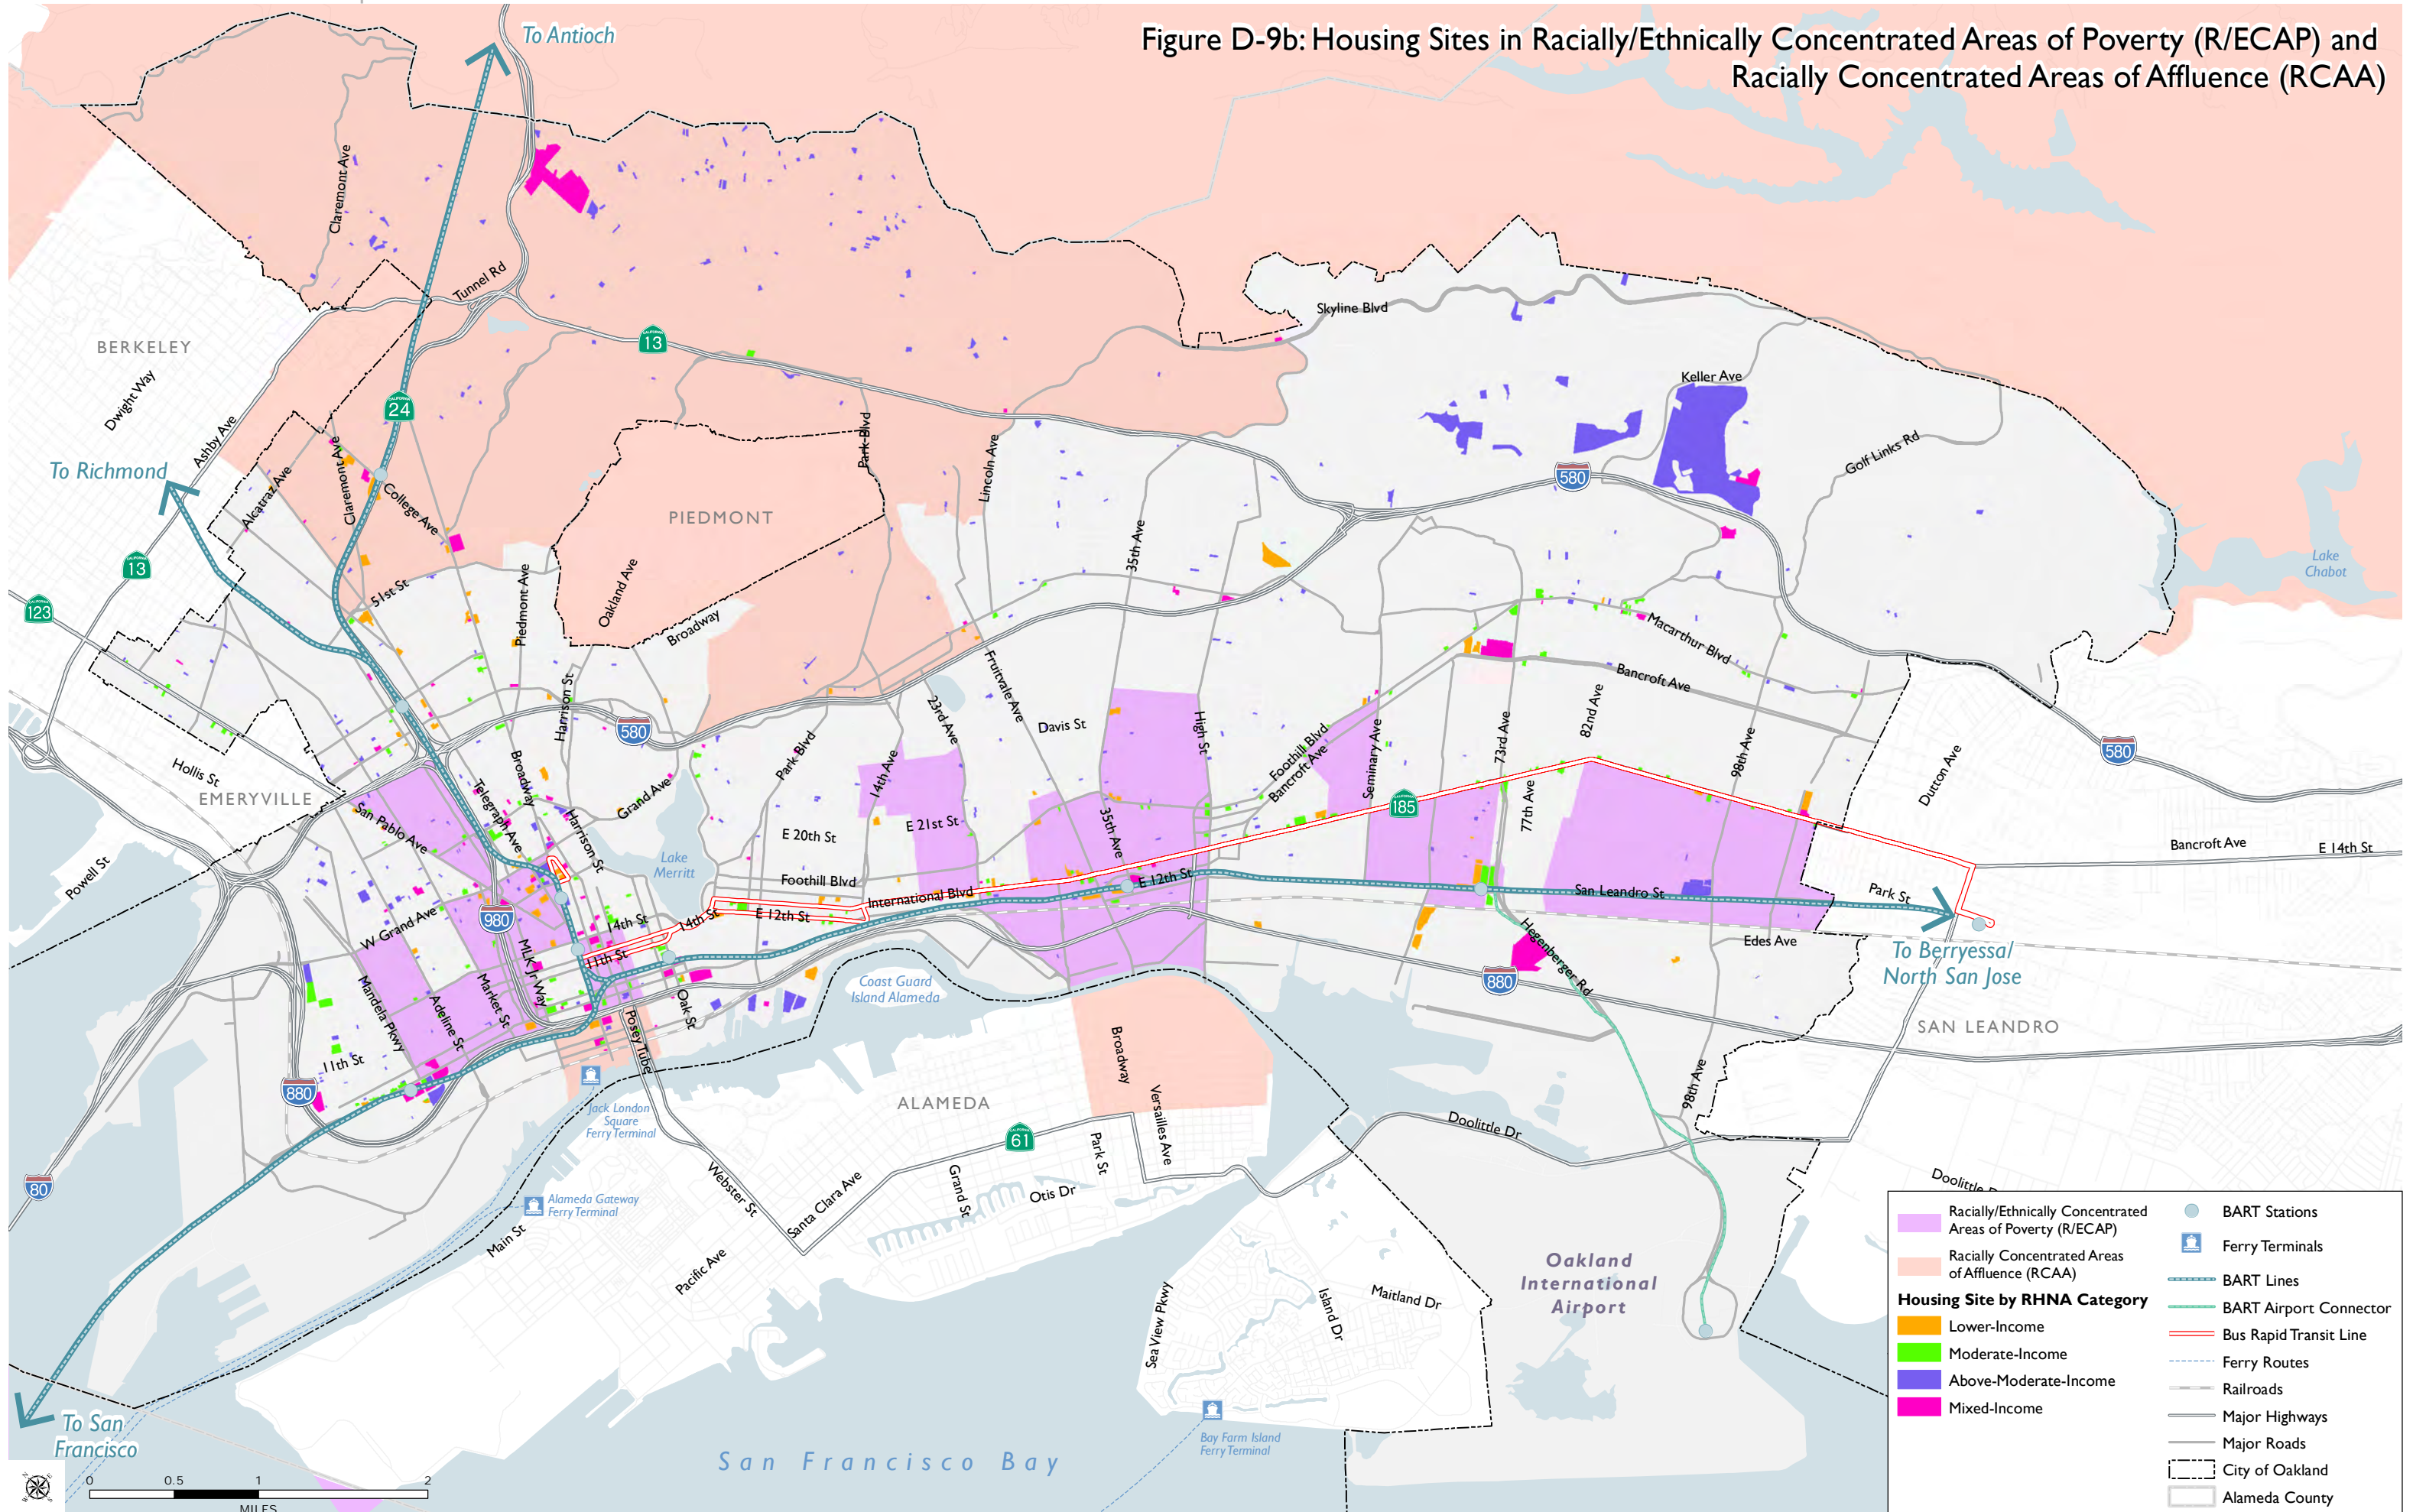 Figure D-9b: Housing Sites in Racially/Ethnically Concentrated Areas of Poverty (R/ECAP) and
Racially Concentrated Areas of Affluence (RCAA)
To Antioch
Claremont Ave
Tunnel Rd
CALIFORNIA
13
Skyline Blvd
BERKELEY
Dwight Way
Ashby Ave
CALIFORNIA
24
Keller Ave
To Richmond
Alcatraz Ave
Claremont Ave
College Ave
Park Blvd
Lincoln Ave
Golf Links Rd
580
PIEDMONT
35th Ave
CALIFORNIA
13
51st St
Piedmont Ave
Oakland Ave
Broadway
Lake
Chabot
CALIFORNIA
123
Macarthur Blvd
Bancroft Ave
Fruitvale Ave
Harrison St
23rd Ave
Davis St
High St
Foothill Blvd
Bancroft Ave
Seminary Ave
73rd Ave
82nd Ave
98th Ave
580
580
Dutton Ave
Hollis St
EMERYVILLE
Telegraph Ave
Broadway
Grand Ave
Park Blvd
14th Ave
San Pablo Ave
Harrison St
E 20th St
E 21st St
35th Ave
CALIFORNIA
185
77th Ave
Bancroft Ave
E 14th St
Powell St
Lake
Merritt
Foothill Blvd
International Blvd
E 12th St
San Leandro St
Park St
980
W Grand Ave
14th St
14th St
E 12th St
11th St
Hegenberger Rd
Edes Ave
To Berryessa/
North San Jose
Mandela Pkwy
Adeline St
Market St
MLK Jr Way
Oak St
Posey Tube
Coast Guard
Island Alameda
880
SAN LEANDRO
11th St
880
Broadway
98th Ave
Jack London
Square
Ferry Terminal
ALAMEDA
Versailles Ave
CALIFORNIA
61
Park St
Doolittle Dr
80
Webster St
Santa Clara Ave
Grand St
Otis Dr
Alameda Gateway
Ferry Terminal
Main St
Pacific Ave
Oakland
International
Airport
Sea View Pkwy
Island Dr
Maitland Dr
Doolittle D
To San
Francisco
San Francisco Bay
Bay Farm Island
Ferry Terminal
0 0.5 1 2
MILES
Racially/Ethnically Concentrated
Areas of Poverty (R/ECAP)
Racially Concentrated Areas
of Affluence (RCAA)
Housing Site by RHNA Category
Lower-Income
Moderate-Income
Above-Moderate-Income
Mixed-Income
BART Stations
Ferry Terminals
BART Lines
BART Airport Connector
Bus Rapid Transit Line
Ferry Routes
Railroads
Major Highways
Major Roads
City of Oakland
Alameda County